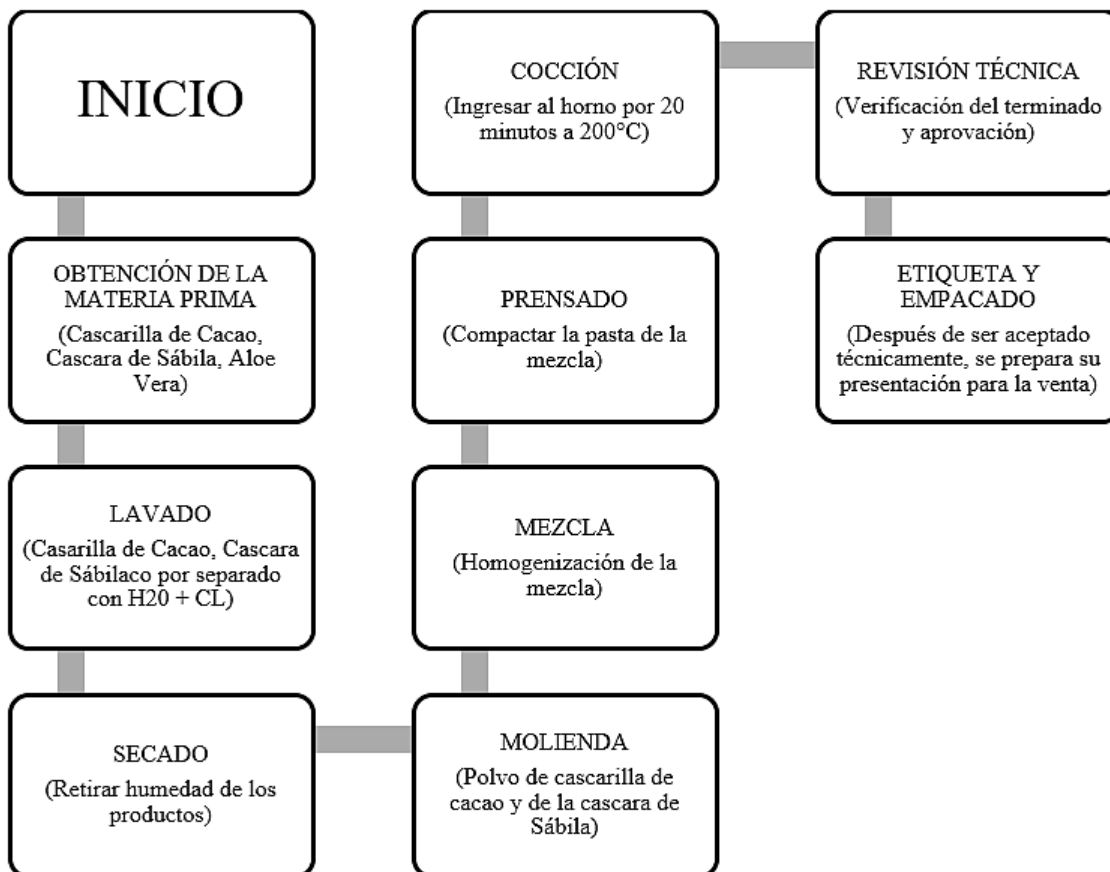 INICIO
OBTENCIÓN DE LA
MATERIA PRIMA
(Cascarilla de Cacao,
Cascara de Sábila, Aloe
Vera)
LAVADO
(Casarilla de Cacao, Cascara
de Sábilaco por separado
con H20 + CL)
SECADO
(Retirar humedad de los
productos)
MOLIENDA
(Polvo de cascarilla de
cacao y de la cascara de
Sábila)
MEZCLA
(Homogenización de la
mezcla)
PRENSADO
(Compactar la pasta de la
mezcla)
COCCIÓN
(Ingresar al horno por 20
minutos a 200°C)
REVISIÓN TÉCNICA
(Verificación del terminado
y aprovación)
ETIQUETA Y
EMPACADO
(Después de ser aceptado
técnicamente, se prepara su
presentación para la venta)